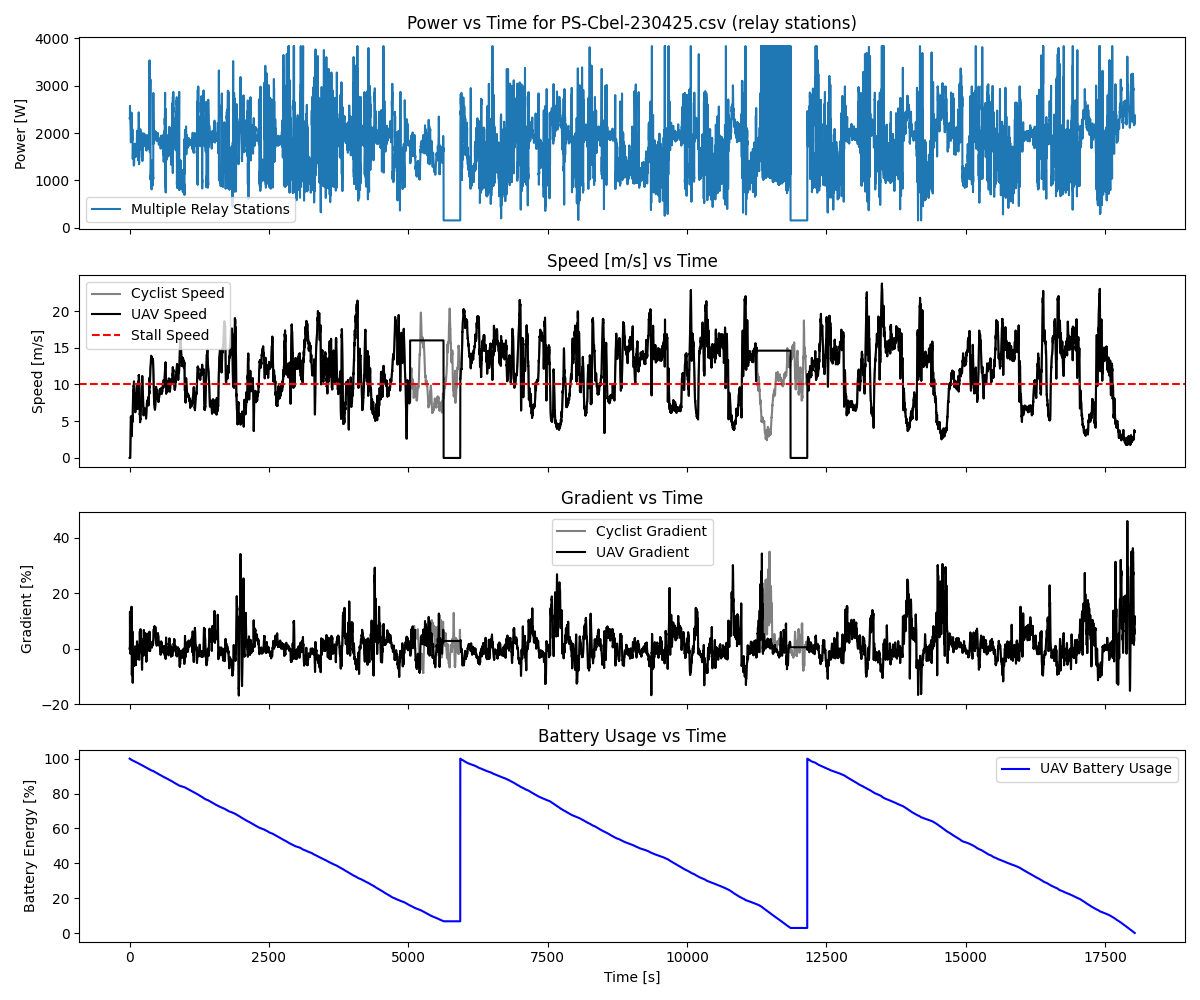 Power vs Time for PS-Cbel-230425.csv (relay stations)
4000
3000
2000
1000
0
Power [W]
Multiple Relay Stations
Speed [m/s] vs Time
20
15
10
5
0
Speed [m/s]
Cyclist Speed
UAV Speed
Stall Speed
Gradient vs Time
40
20
0
−20
Gradient [%]
Cyclist Gradient
UAV Gradient
Battery Usage vs Time
100
80
60
40
20
0
Battery Energy [%]
UAV Battery Usage
0 2500 5000 7500 10000 12500 15000 17500
Time [s]